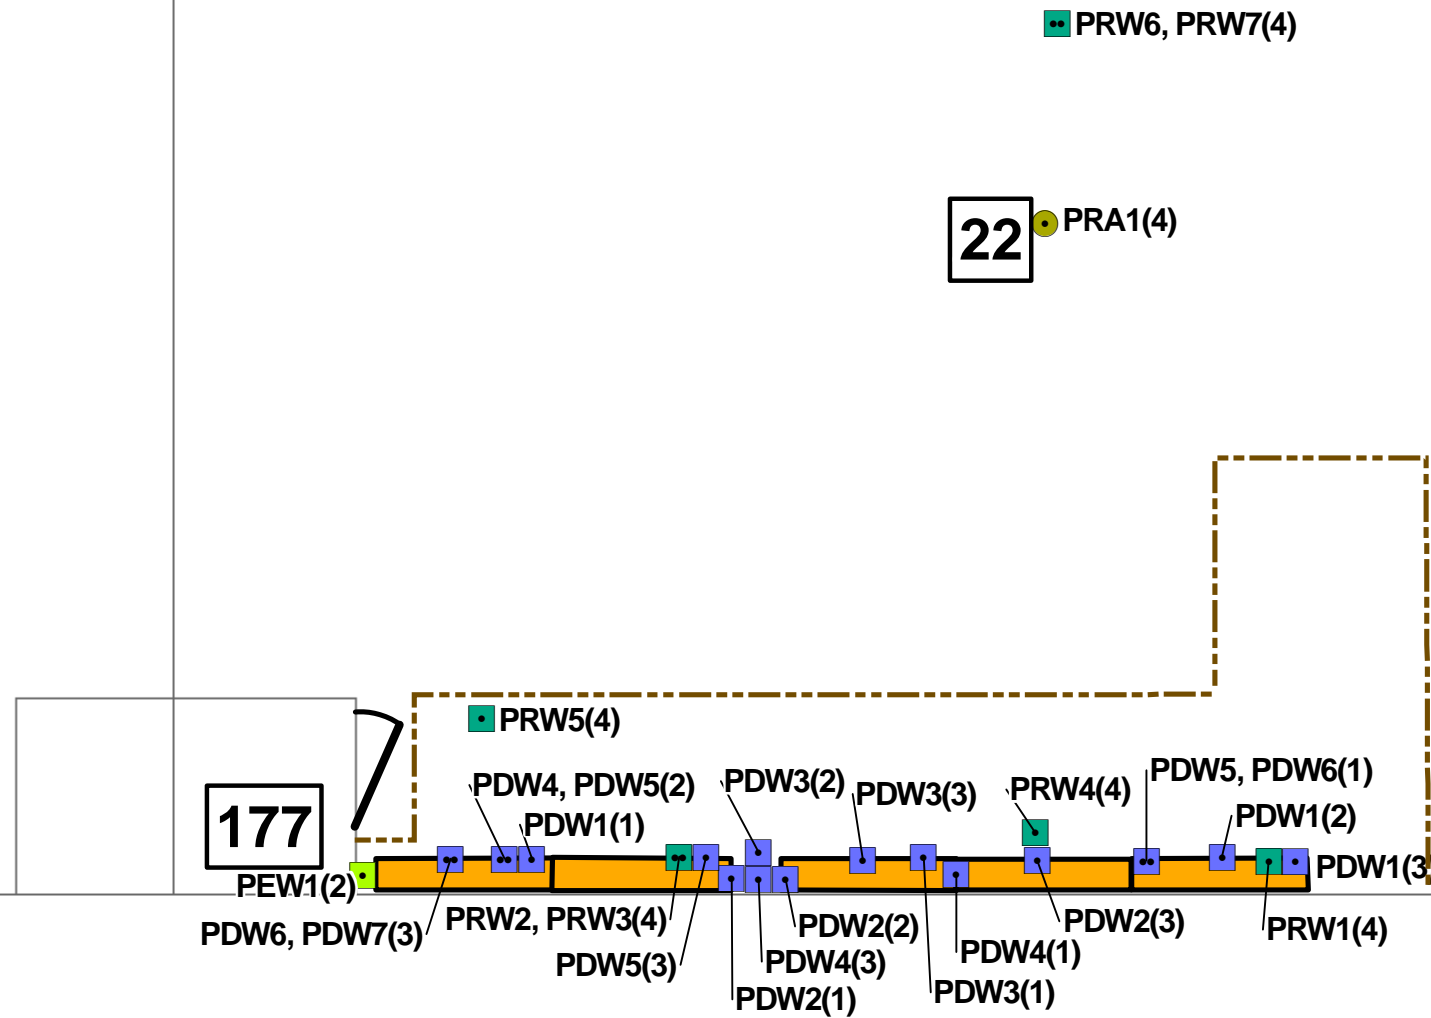 PRW6, PRW7(4)
22
PRA1(4)
PRW5(4)
PDW4, PDW5(2)
PDW3(2)
PDW3(3)
PRW4(4)
PDW5, PDW6(1)
PDW1(1)
PDW1(2)
177
PDW1(3
PEW1(2)
PDW6, PDW7(3)
PRW2, PRW3(4)
PDW2(2)
PDW2(3)
PRW1(4)
PDW5(3)
PDW4(3)
PDW4(1)
PDW2(1)
PDW3(1)